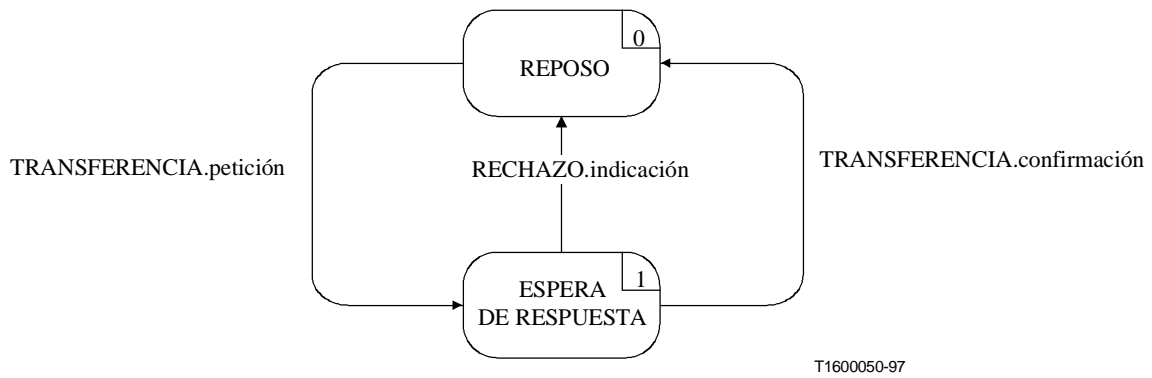 0
REPOSO
TRANSFERENCIA.petición
RECHAZO.indicación
TRANSFERENCIA.confirmación
1
ESPERA
DE RESPUESTA
T1600050-97